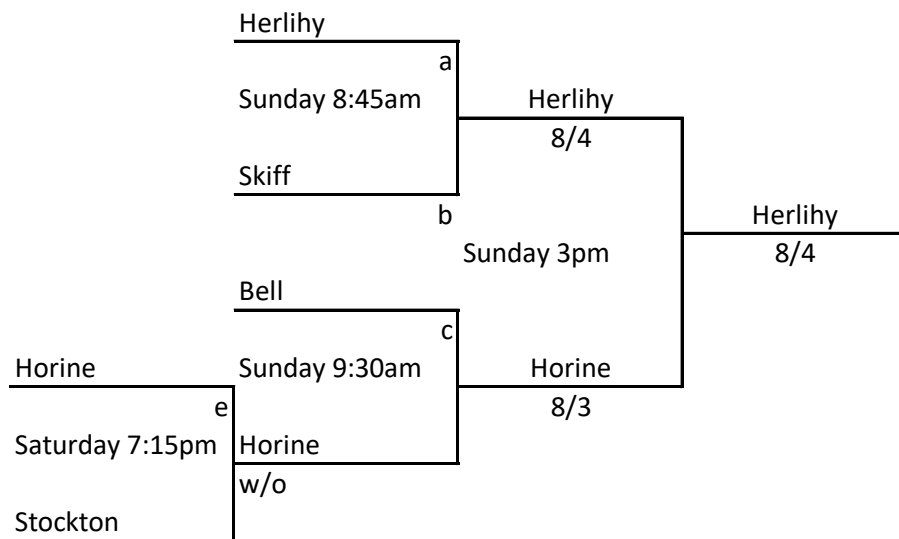 Herlihy
a
Sunday 8:45am
Herlihy
8/4
Skiff
b
Herlihy
Sunday 3pm
8/4
Bell
c
Horine
Sunday 9:30am
Horine
e
8/3
Saturday 7:15pm
Horine
w/o
Stockton